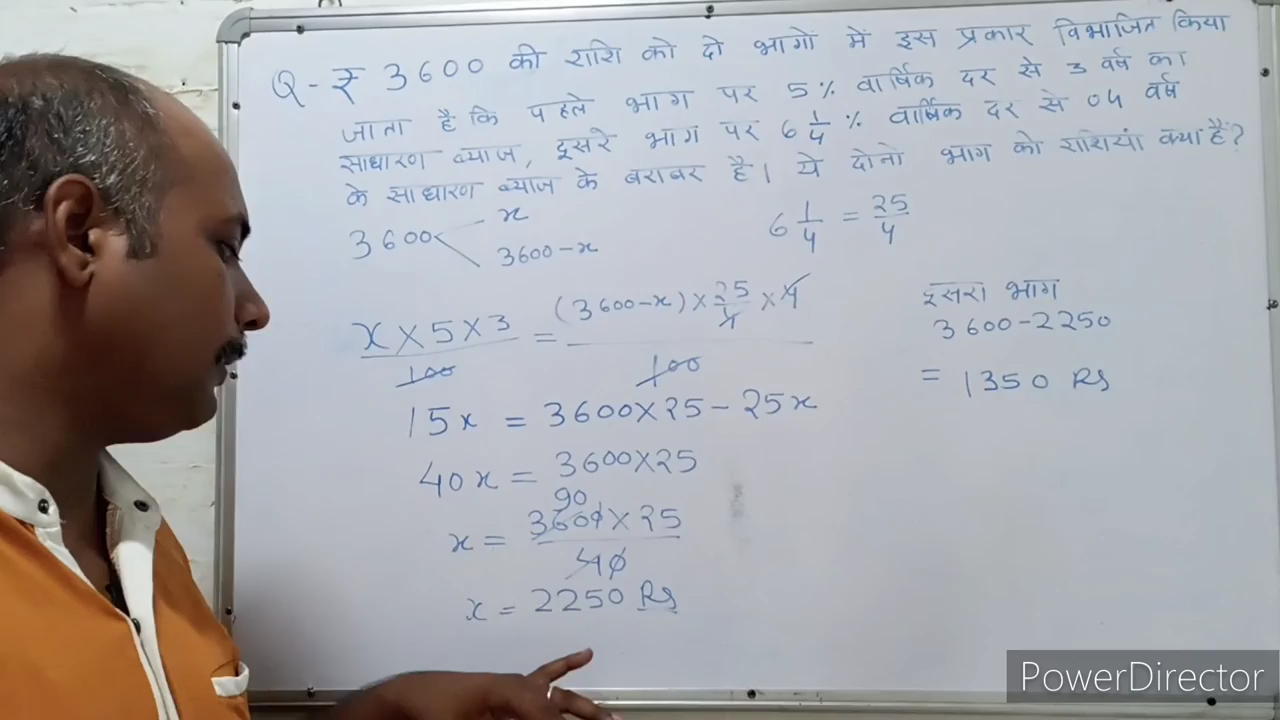 Q - ₹ 3600 की राशि को दो भागों में इस प्रकार विभाजित किया
जाता है कि पहले भाग पर 5% वार्षिक दर से 3 वर्ष का
साधारण ब्याज, दूसरे भाग पर 6 1/4 % वार्षिक दर से 04 वर्ष
के साधारण ब्याज के बराबर है। ये दोनो भाग को राशियां क्या हैं?
3600 < x
3600-x
6 1/4 = 25/4
(x × 5 × 3)/100 = ((3600-x) × 25/4 × 4)/100
15x = 3600×25 - 25x
40x = 3600×25
90
x = (3600×25)/40
x = 2250 Rs
दूसरा भाग
3600-2250
= 1350 Rs
PowerDirector